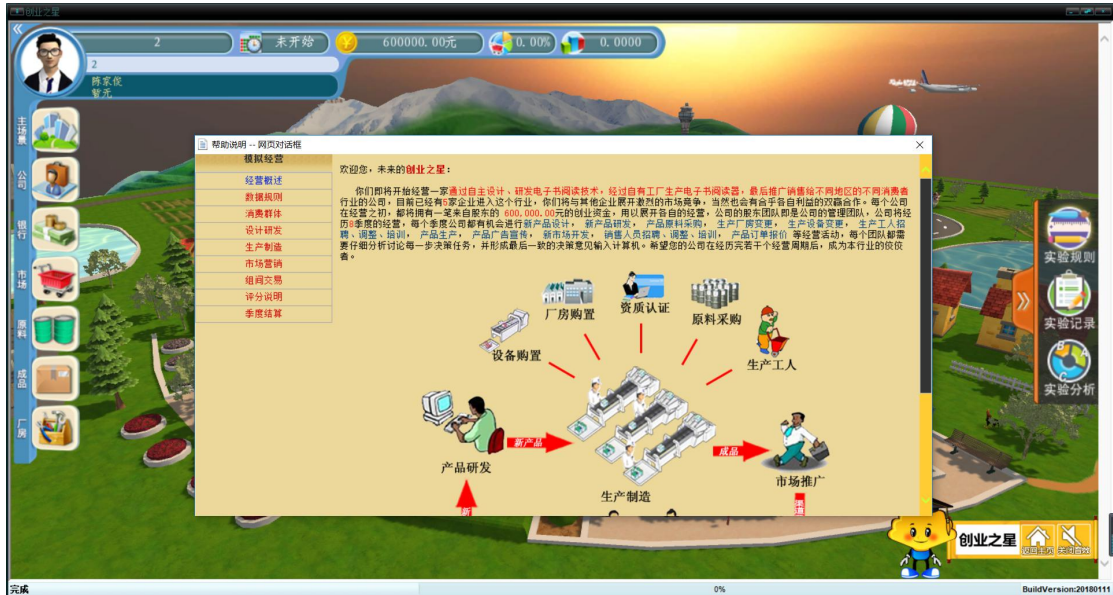 创业之星
2
未开始
600000.00元
0.00%
0.0000
2
陈家俊
暂无
主场景
公司
银行
市场
原料
成品
厂房
帮助说明 -- 网页对话框
模拟经营
经营概述
数据规则
消费群体
设计研发
生产制造
市场营销
组间交易
评分说明
季度结算
欢迎您，未来的创业之星：
你们即将开始经营一家通过自主设计、研发电子书阅读技术，经过自有工厂生产电子书阅读器，最后推广销售给不同地区的不同消费者
行业的公司，目前已经有5家企业进入这个行业，你们将与其他企业展开激烈的市场竞争，当然也会有合乎各自利益的双赢合作。每个公司
在经营之初，都将拥有一笔来自股东的 600,000.00元的创业资金，用以展开各自的经营，公司的股东团队即是公司的管理团队，公司将经
历8季度的经营，每个季度公司都有机会进行新产品设计， 新产品研发， 产品原料采购， 生产厂房变更， 生产设备变更， 生产工人招
聘、调整、培训， 产品生产， 产品广告宣传， 新市场开发， 销售人员招聘、调整、培训， 产品订单报价 等经营活动，每个团队都需
要仔细分析讨论每一步决策任务，并形成最后一致的决策意见输入计算机。希望您的公司在经历完若干个经营周期后，成为本行业的佼佼
者。
厂房购置
资质认证
原料采购
设备购置
生产工人
产品研发
新产品
生产制造
成品
市场推广
新
渠道
实验规则
实验记录
实验分析
创业之星
返回主场
关闭音效
完成
0%
BuildVersion:20180111